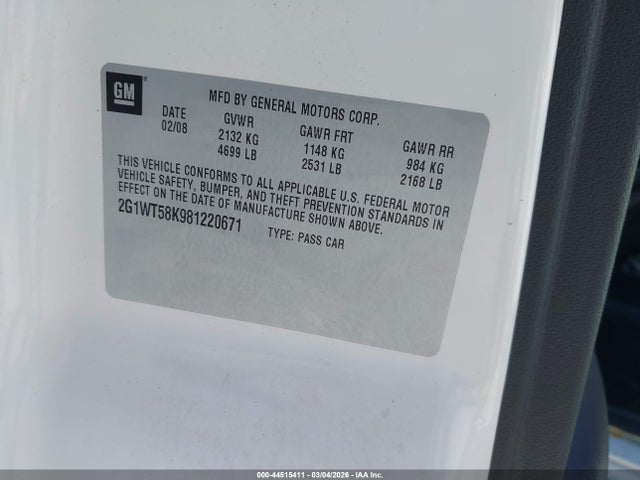 GM
MFD BY GENERAL MOTORS CORP.
DATE GVWR GAWR FRT GAWR RR
02/08 2132 KG 1148 KG 984 KG
4699 LB 2531 LB 2168 LB
THIS VEHICLE CONFORMS TO ALL APPLICABLE U.S. FEDERAL MOTOR
VEHICLE SAFETY, BUMPER, AND THEFT PREVENTION STANDARDS IN
EFFECT ON THE DATE OF MANUFACTURE SHOWN ABOVE.
2G1WT58K981220671 TYPE: PASS CAR
000-44515411 - 03/04/2026 - IAA Inc.